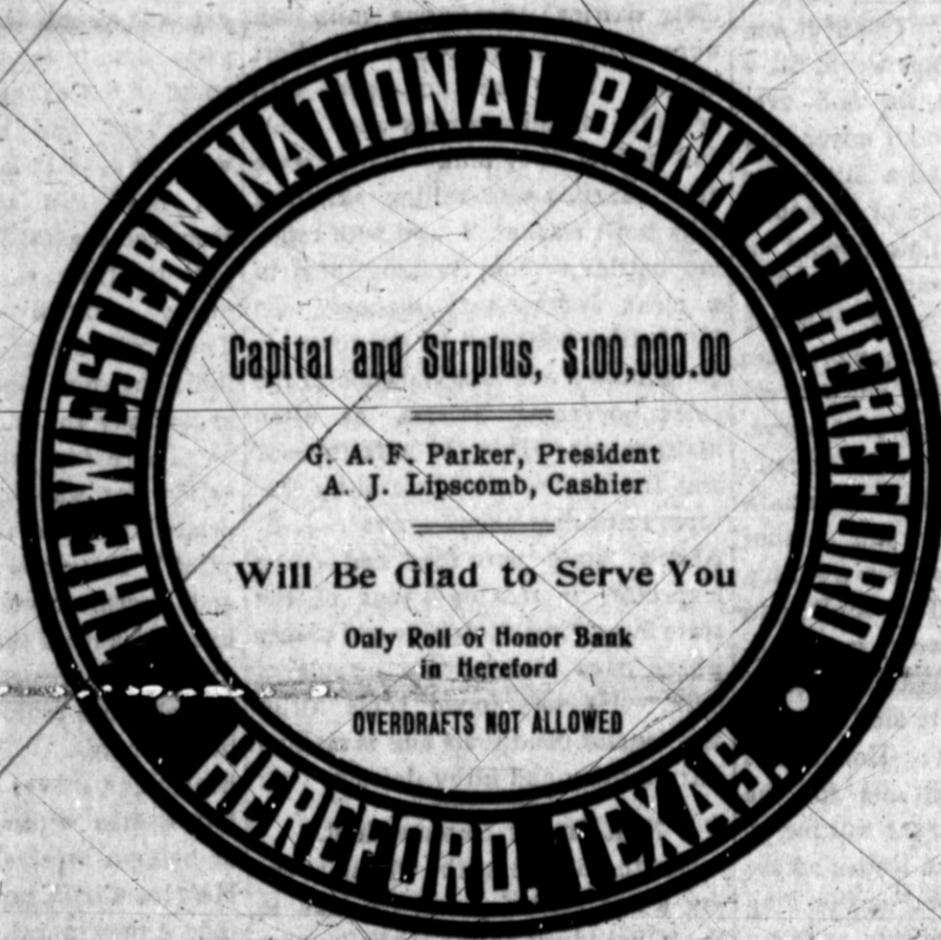 THE WESTERN NATIONAL BANK OF HEREFORD
Capital and Surplus, $100,000.00
G. A. F. Parker, President
A. J. Lipscomb, Cashier
Will Be Glad to Serve You
Only Roll of Honor Bank
in Hereford
OVERDRAFTS NOT ALLOWED
HEREFORD, TEXAS.